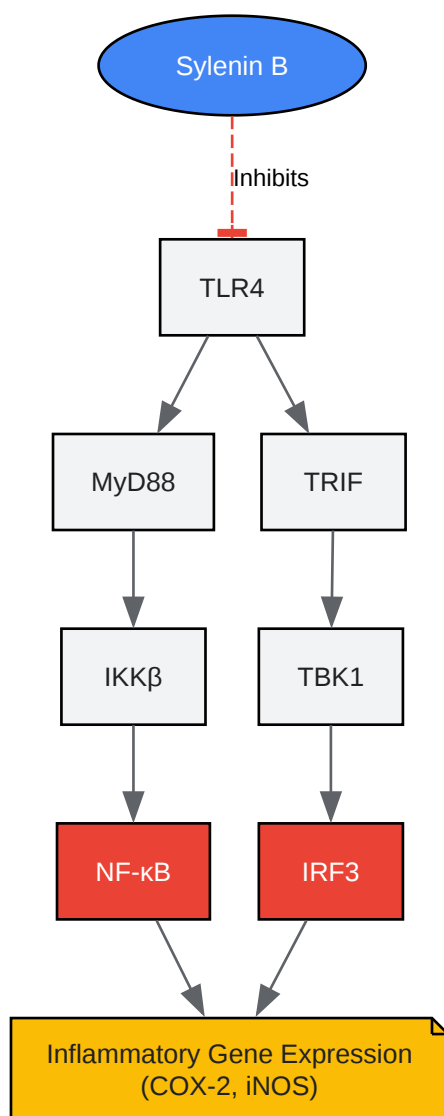 Sylenin B
Inhibits
TLR4
MyD88
TRIF
IKKβ
TBK1
NF-κB
IRF3
Inflammatory Gene Expression
(COX-2, iNOS)